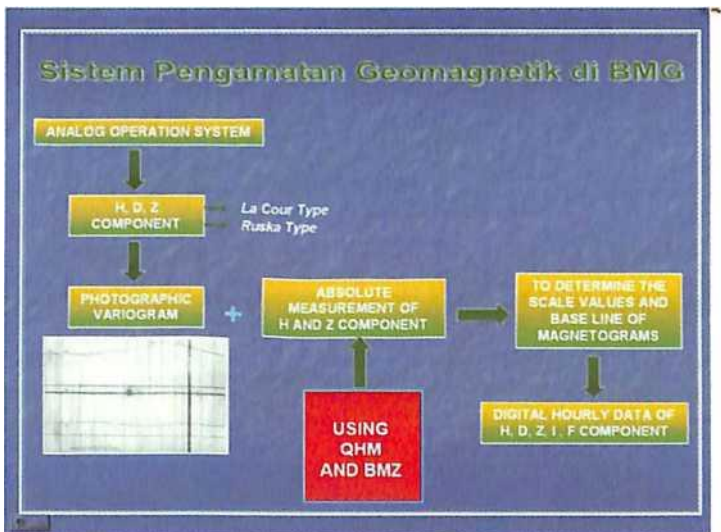 Sistem Pengamatan Geomagnetik di BMG
ANALOG OPERATION SYSTEM
H, D, Z
COMPONENT
La Cour Type
Ruska Type
PHOTOGRAPHIC
VARIOGRAM
+
ABSOLUTE
MEASUREMENT OF
H AND Z COMPONENT
TO DETERMINE THE
SCALE VALUES AND
BASE LINE OF
MAGNETOGRAMS
USING
QHM
AND BMZ
DIGITAL HOURLY DATA OF
H, D, Z, I , F COMPONENT